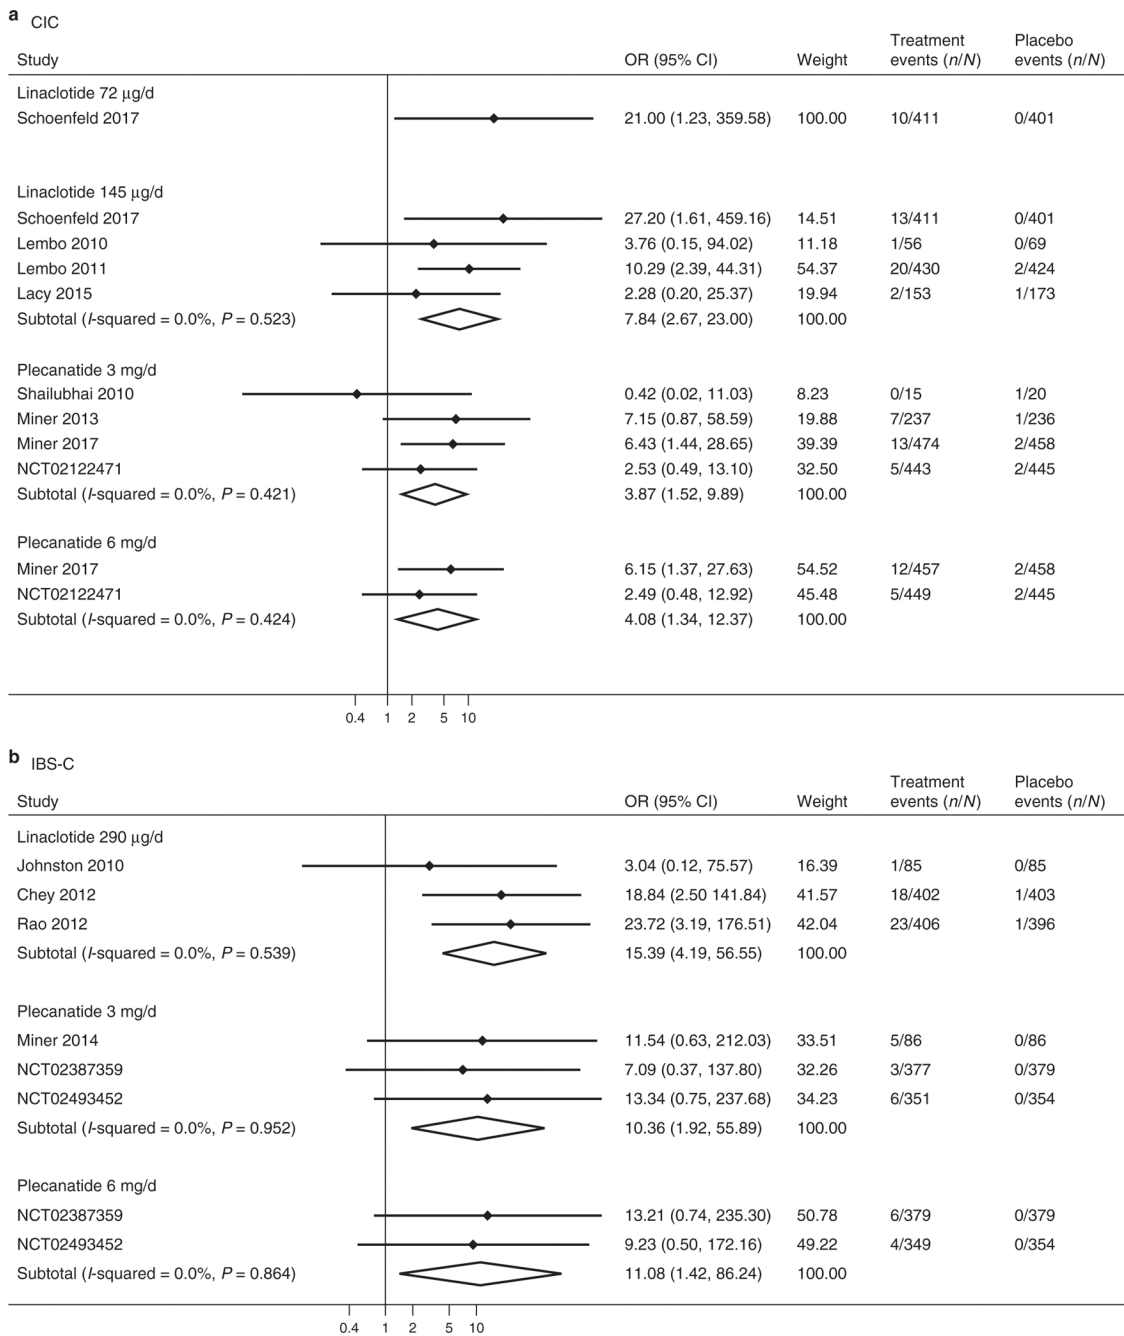 a CIC
Study OR (95% CI) Weight Treatment events (n/N) Placebo events (n/N)
Linaclotide 72 µg/d
Schoenfeld 2017 21.00 (1.23, 359.58) 100.00 10/411 0/401
Linaclotide 145 µg/d
Schoenfeld 2017 27.20 (1.61, 459.16) 14.51 13/411 0/401
Lembo 2010 3.76 (0.15, 94.02) 11.18 1/56 0/69
Lembo 2011 10.29 (2.39, 44.31) 54.37 20/430 2/424
Lacy 2015 2.28 (0.20, 25.37) 19.94 2/153 1/173
Subtotal (I-squared = 0.0%, P = 0.523) 7.84 (2.67, 23.00) 100.00
Plecanatide 3 mg/d
Shailubhai 2010 0.42 (0.02, 11.03) 8.23 0/15 1/20
Miner 2013 7.15 (0.87, 58.59) 19.88 7/237 1/236
Miner 2017 6.43 (1.44, 28.65) 39.39 13/474 2/458
NCT02122471 2.53 (0.49, 13.10) 32.50 5/443 2/445
Subtotal (I-squared = 0.0%, P = 0.421) 3.87 (1.52, 9.89) 100.00
Plecanatide 6 mg/d
Miner 2017 6.15 (1.37, 27.63) 54.52 12/457 2/458
NCT02122471 2.49 (0.48, 12.92) 45.48 5/449 2/445
Subtotal (I-squared = 0.0%, P = 0.424) 4.08 (1.34, 12.37) 100.00
0.4 1 2 5 10
b IBS-C
Study OR (95% CI) Weight Treatment events (n/N) Placebo events (n/N)
Linaclotide 290 µg/d
Johnston 2010 3.04 (0.12, 75.57) 16.39 1/85 0/85
Chey 2012 18.84 (2.50 141.84) 41.57 18/402 1/403
Rao 2012 23.72 (3.19, 176.51) 42.04 23/406 1/396
Subtotal (I-squared = 0.0%, P = 0.539) 15.39 (4.19, 56.55) 100.00
Plecanatide 3 mg/d
Miner 2014 11.54 (0.63, 212.03) 33.51 5/86 0/86
NCT02387359 7.09 (0.37, 137.80) 32.26 3/377 0/379
NCT02493452 13.34 (0.75, 237.68) 34.23 6/351 0/354
Subtotal (I-squared = 0.0%, P = 0.952) 10.36 (1.92, 55.89) 100.00
Plecanatide 6 mg/d
NCT02387359 13.21 (0.74, 235.30) 50.78 6/379 0/379
NCT02493452 9.23 (0.50, 172.16) 49.22 4/349 0/354
Subtotal (I-squared = 0.0%, P = 0.864) 11.08 (1.42, 86.24) 100.00
0.4 1 2 5 10